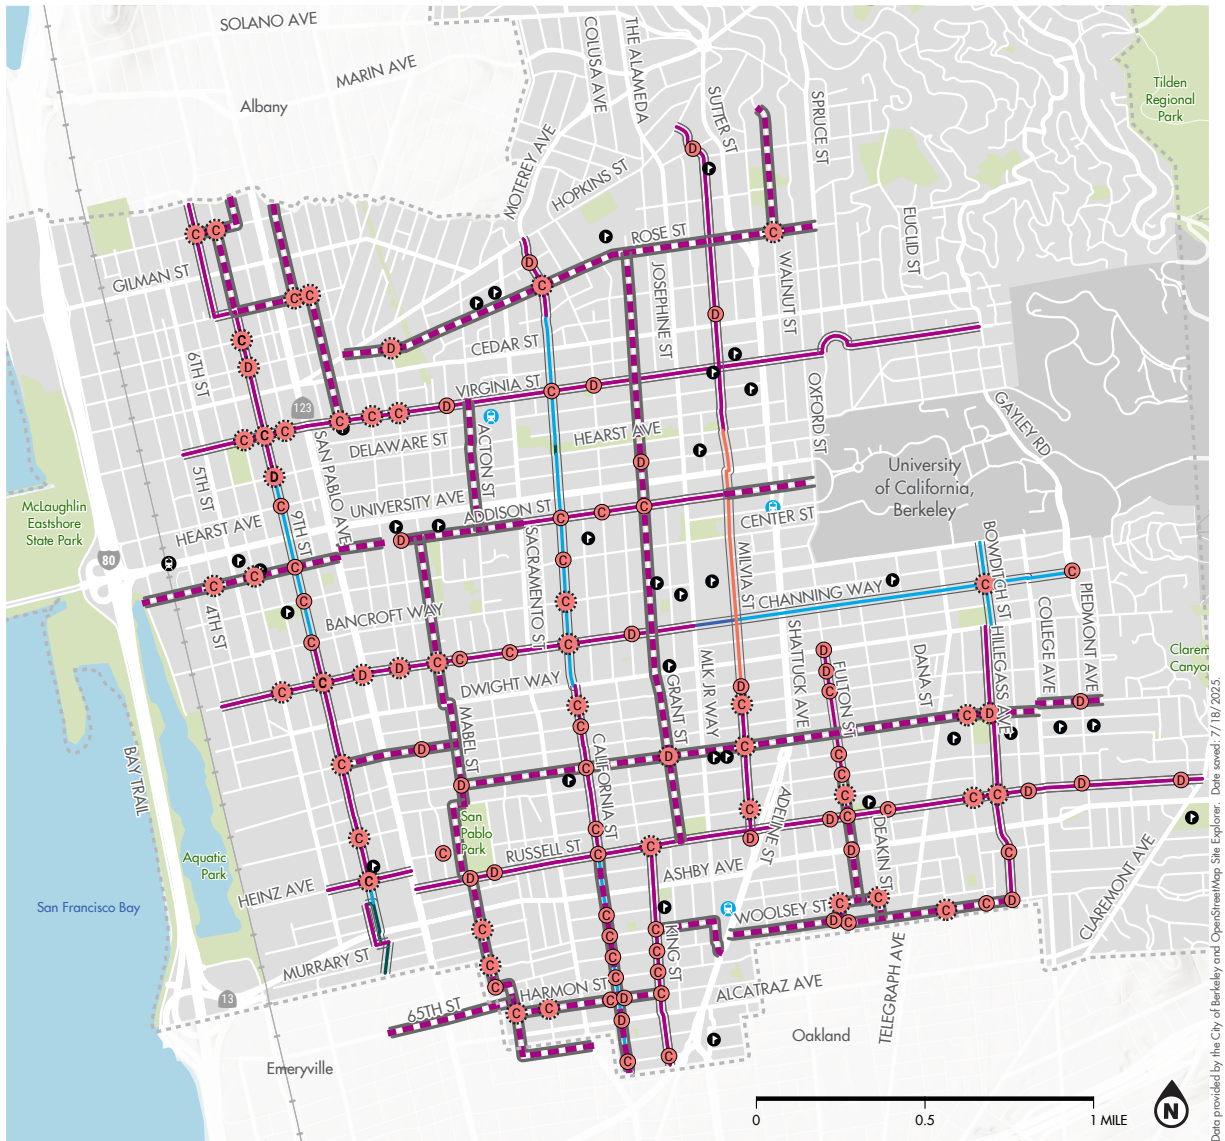 SOLANO AVE
MARIN AVE
Albany
COLUSA AVE
THE ALAMEDA
SUTTER ST
SPRUCE ST
Tilden
Regional
Park
MOTEREY AVE
HOPKINS ST
ROSE ST
EUCLID ST
GILMAN ST
JOSEPHINE ST
WALNUT ST
CEDAR ST
6TH ST
VIRGINIA ST
123
OXFORD ST
GAYLEY RD
SAN PABLO AVE
DELAWARE ST
ACTON ST
HEARST AVE
5TH ST
University
of California,
Berkeley
McLaughlin
Eastshore
State Park
UNIVERSITY AVE
ADDISON ST
CENTER ST
HEARST AVE
9TH ST
SACRAMENTO ST
MILVIA ST
BOWDITCH ST
80
CHANNING WAY
4TH ST
BANCROFT WAY
SHATTUCK AVE
HILLEGASS AVE
COLLEGE AVE
PIEDMONT AVE
DANA ST
FULTON ST
MLK JR WAY
GRANT ST
DWIGHT WAY
Clarem
Canyo
MABEL ST
CALIFORNIA ST
BAY TRAIL
ADELINE ST
San
Pablo
Park
DEAKIN ST
RUSSELL ST
ASHBY AVE
Aquatic
Park
HEINZ AVE
CLAREMONT AVE
San Francisco Bay
WOOLSEY ST
KING ST
MURRARY ST
TELEGRAPH AVE
HARMON ST
ALCATRAZ AVE
13
65TH ST
Oakland
Emeryville
0
0.5
1 MILE
N
Data provided by the City of Berkeley and OpenStreetMap Site Explorer. Date saved: 7/18/2025.